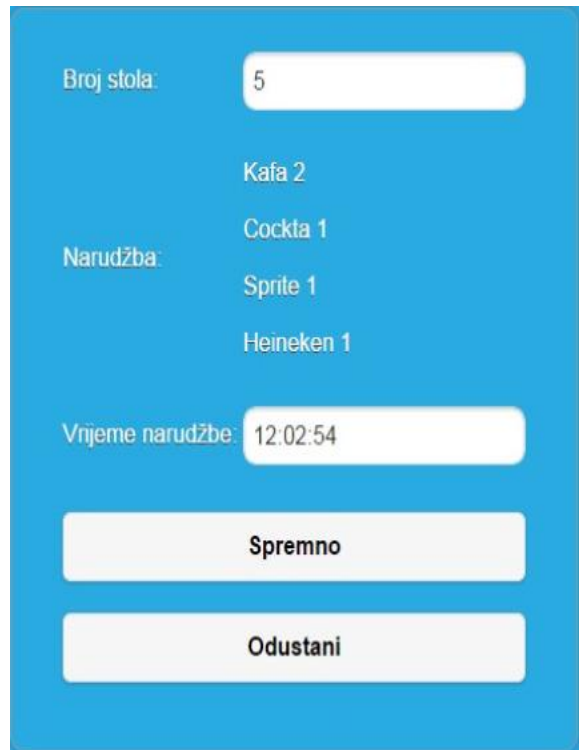 Broj stola: 5
Kafa 2
Cockta 1
Narudžba:
Sprite 1
Heineken 1
Vrijeme narudžbe: 12:02:54
Spremno
Odustani